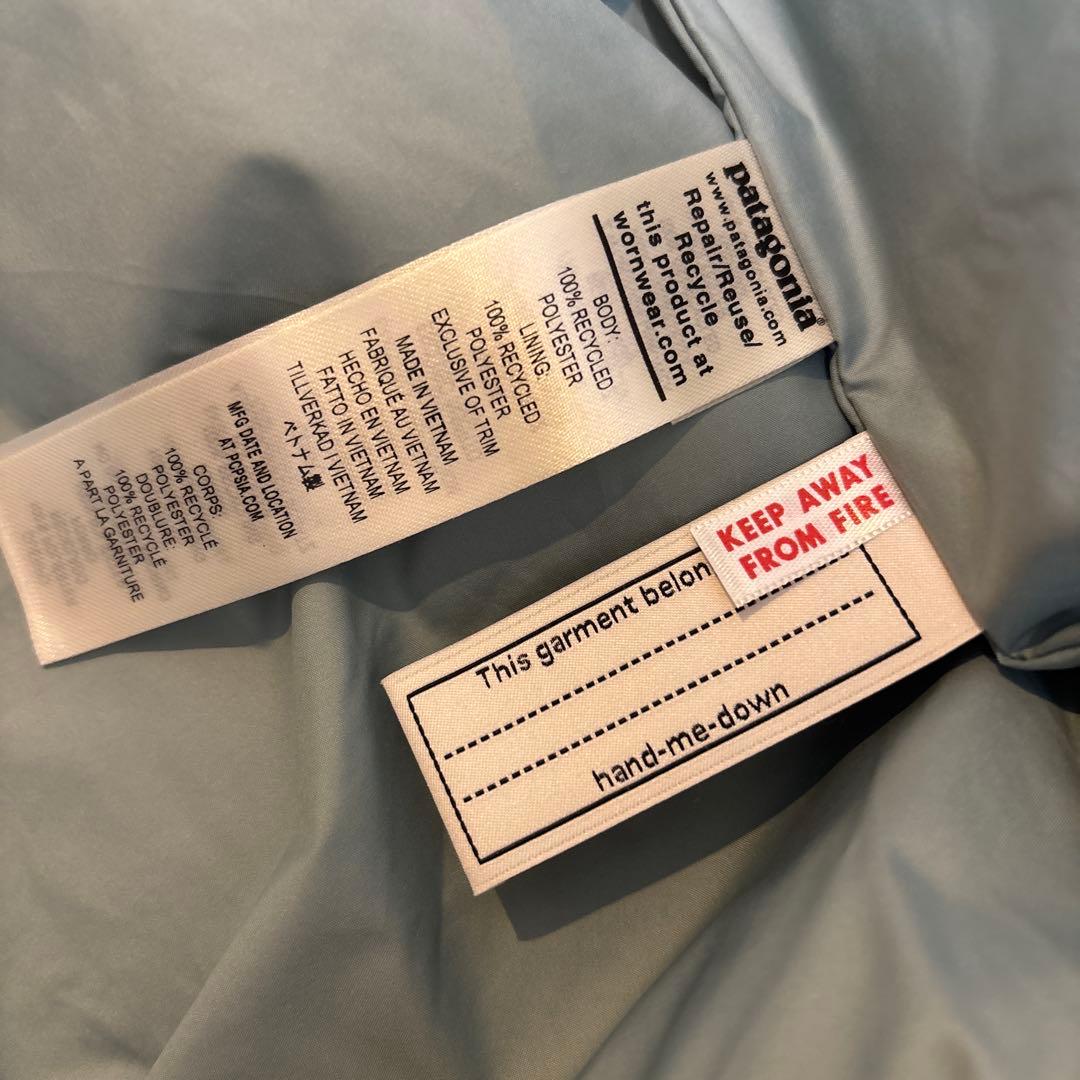 patagonia®
www.patagonia.com
Repair/Reuse/
Recycle
this product at
wornwear.com
BODY:
100% RECYCLED
POLYESTER
LINING:
100% RECYCLED
POLYESTER
EXCLUSIVE OF TRIM
MADE IN VIETNAM
FABRIQUÉ AU VIETNAM
HECHO EN VIETNAM
FATTO IN VIETNAM
TILLVERKAD I VIETNAM
ベトナム製
MFG DATE AND LOCATION
AT PCPSIA.COM
CORPS:
100% RECYCLÉ
POLYESTER
DOUBLURE:
100% RECYCLÉ
POLYESTER
A PART LA GARNITURE
KEEP AWAY
FROM FIRE
This garment belon
hand-me-down